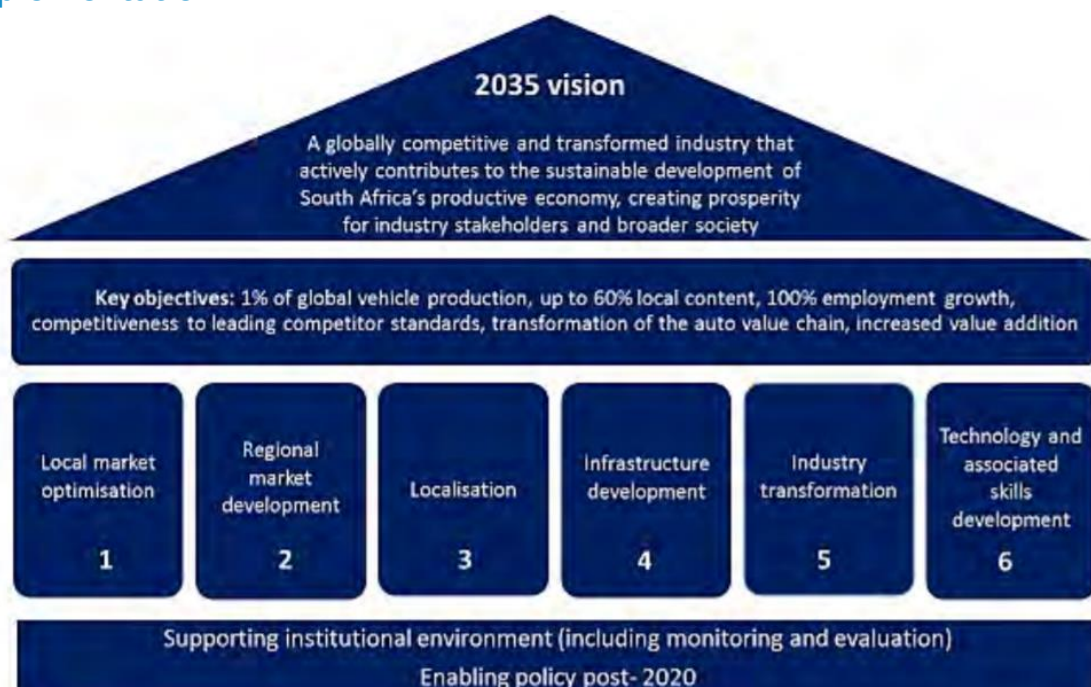 2035 vision
A globally competitive and transformed industry that
actively contributes to the sustainable development of
South Africa's productive economy, creating prosperity
for industry stakeholders and broader society
Key objectives: 1% of global vehicle production, up to 60% local content, 100% employment growth,
competitiveness to leading competitor standards, transformation of the auto value chain, increased value addition
Local market
optimisation
1
Regional
market
development
2
Localisation
3
Infrastructure
development
4
Industry
transformation
5
Technology and
associated
skills
development
6
Supporting institutional environment (including monitoring and evaluation)
Enabling policy post- 2020